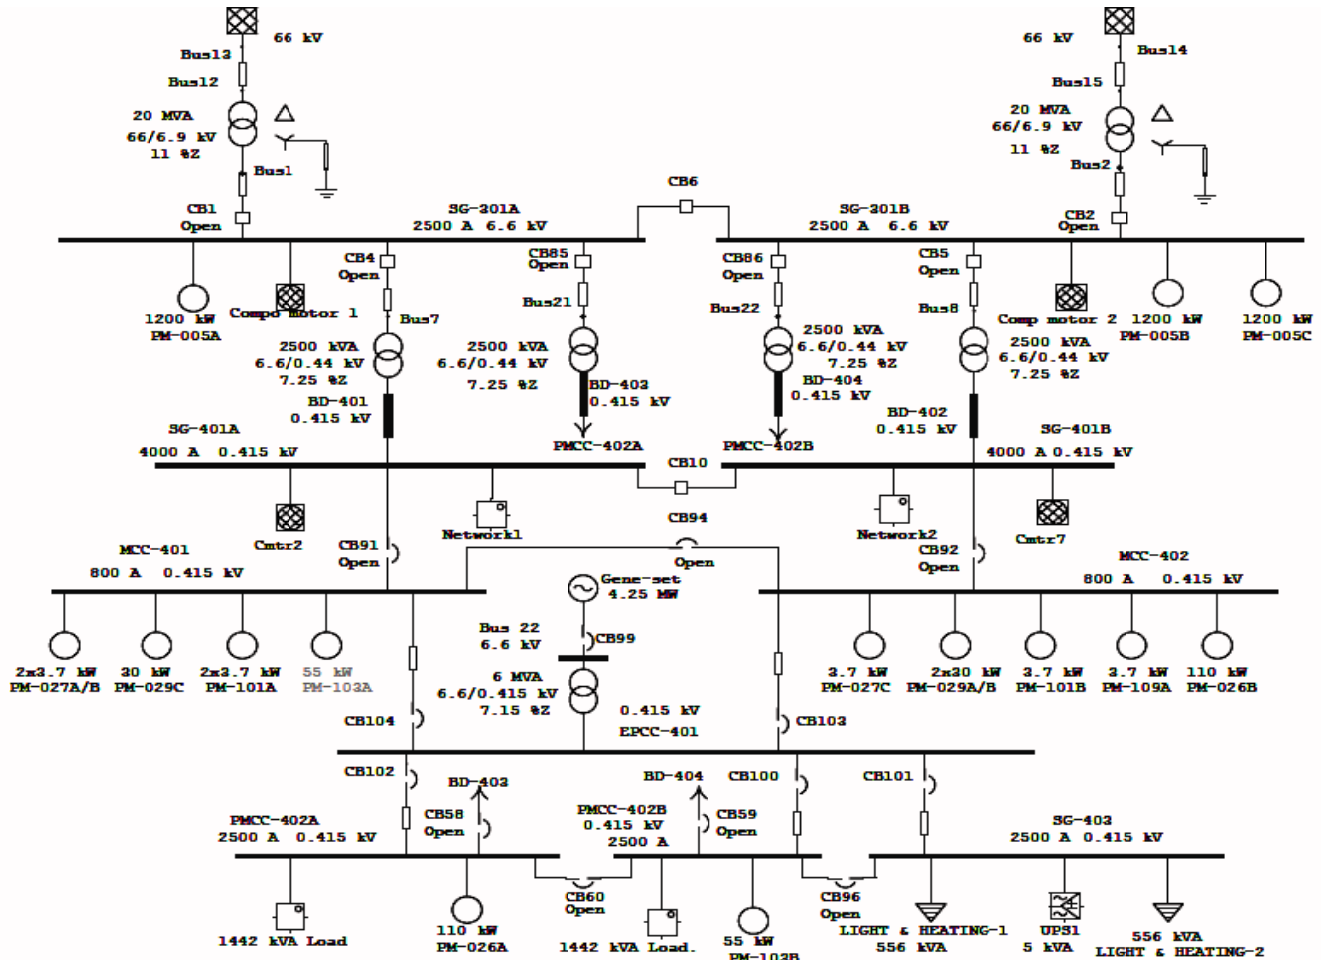 66 kV
66 kV
Bus13
Bus14
Bus12
Bus15
20 MVA
66/6.9 kV
11 %Z
20 MVA
66/6.9 kV
11 %Z
Bus1
Bus2
CB1
Open
CB6
CB2
Open
SG-301A
2500 A 6.6 kV
SG-301B
2500 A 6.6 kV
CB4
Open
CB85
Open
CB86
Open
CB5
Open
Bus21
Bus22
Bus7
Bus8
1200 kW
PM-005A
Compo motor 1
Comp motor 2
1200 kW
PM-005B
1200 kW
PM-005C
2500 kVA
6.6/0.44 kV
7.25 %Z
2500 kVA
6.6/0.44 kV
7.25 %Z
2500 kVA
6.6/0.44 kV
7.25 %Z
2500 kVA
6.6/0.44 kV
7.25 %Z
BD-401
0.415 kV
BD-403
0.415 kV
BD-404
0.415 kV
BD-402
0.415 kV
PMCC-402A
PMCC-402B
SG-401A
4000 A 0.415 kV
CB10
SG-401B
4000 A 0.415 kV
Cmtr2
Network1
CB94
Open
Network2
Cmtr7
CB91
Open
CB92
Open
MCC-401
800 A 0.415 kV
MCC-402
800 A 0.415 kV
Gene-set
4.25 MW
Bus 22
6.6 kV
CB99
2x3.7 kW
PM-027A/B
30 kW
PM-029C
2x3.7 kW
PM-101A
55 kW
PM-103A
3.7 kW
PM-027C
2x30 kW
PM-029A/B
3.7 kW
PM-101B
3.7 kW
PM-109A
110 kW
PM-026B
6 MVA
6.6/0.415 kV
7.15 %Z
0.415 kV
EPCC-401
CB104
CB103
CB102
BD-403
BD-404
CB100
CB101
CB58
Open
CB59
Open
PMCC-402A
2500 A 0.415 kV
PMCC-402B
0.415 kV
2500 A
SG-403
2500 A 0.415 kV
CB60
Open
CB96
Open
1442 kVA Load
110 kW
PM-026A
1442 kVA Load.
55 kW
PM-103B
LIGHT & HEATING-1
556 kVA
UPS1
5 kVA
556 kVA
LIGHT & HEATING-2